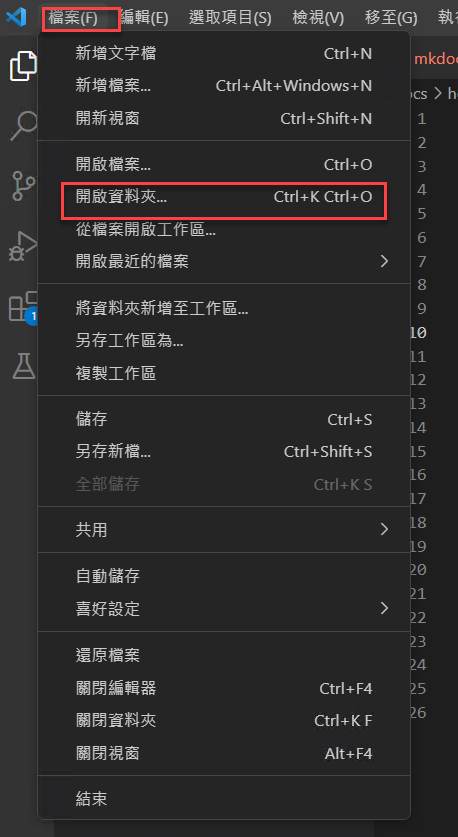 檔案(F) 編輯(E) 選取項目(S) 檢視(V) 移至(G) 執
新增文字檔 Ctrl+N
新增檔案... Ctrl+Alt+Windows+N
開新視窗 Ctrl+Shift+N
開啟檔案... Ctrl+O
開啟資料夾... Ctrl+K Ctrl+O
從檔案開啟工作區...
開啟最近的檔案
將資料夾新增至工作區...
另存工作區為...
複製工作區
儲存 Ctrl+S
另存新檔... Ctrl+Shift+S
全部儲存 Ctrl+K S
共用
自動儲存
喜好設定
還原檔案
關閉編輯器 Ctrl+F4
關閉資料夾 Ctrl+K F
關閉視窗 Alt+F4
結束
1
mkdoc
ocs > h
1
2
3
4
5
6
7
8
9
10
11
12
13
14
15
16
17
18
19
20
21
22
23
24
25
26